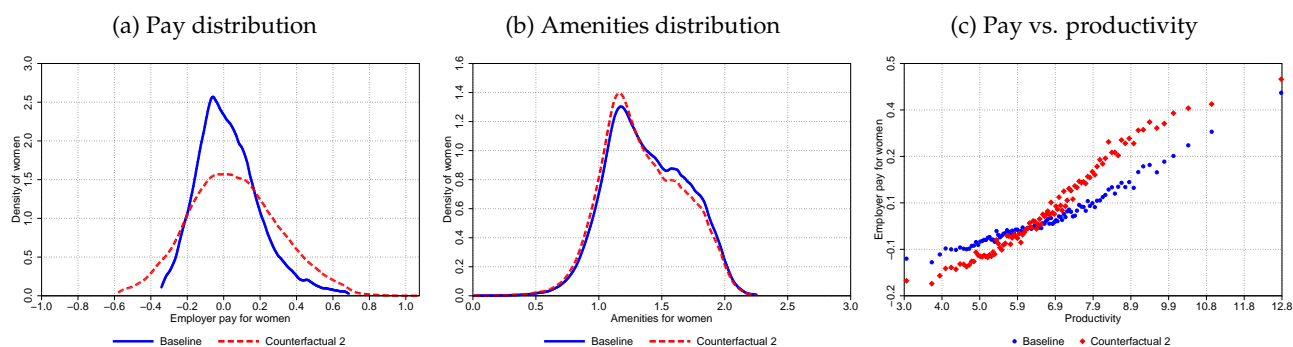 (a) Pay distribution
(b) Amenities distribution
(c) Pay vs. productivity
Density of women
3.0
2.5
2.0
1.5
1.0
0.5
0.0
−1.0 −0.8 −0.6 −0.4 −0.2 0.0 0.2 0.4 0.6 0.8 1.0
Employer pay for women
Baseline Counterfactual 2
Density of women
1.6
1.4
1.2
1.0
0.8
0.6
0.4
0.2
0.0
0.0 0.5 1.0 1.5 2.0 2.5 3.0
Amenities for women
Baseline Counterfactual 2
Employer pay for women
0.5
0.4
0.2
0.1
−0.1
−0.2
3.0 4.0 5.0 5.9 6.9 7.9 8.9 9.9 10.8 11.8 12.8
Productivity
Baseline Counterfactual 2